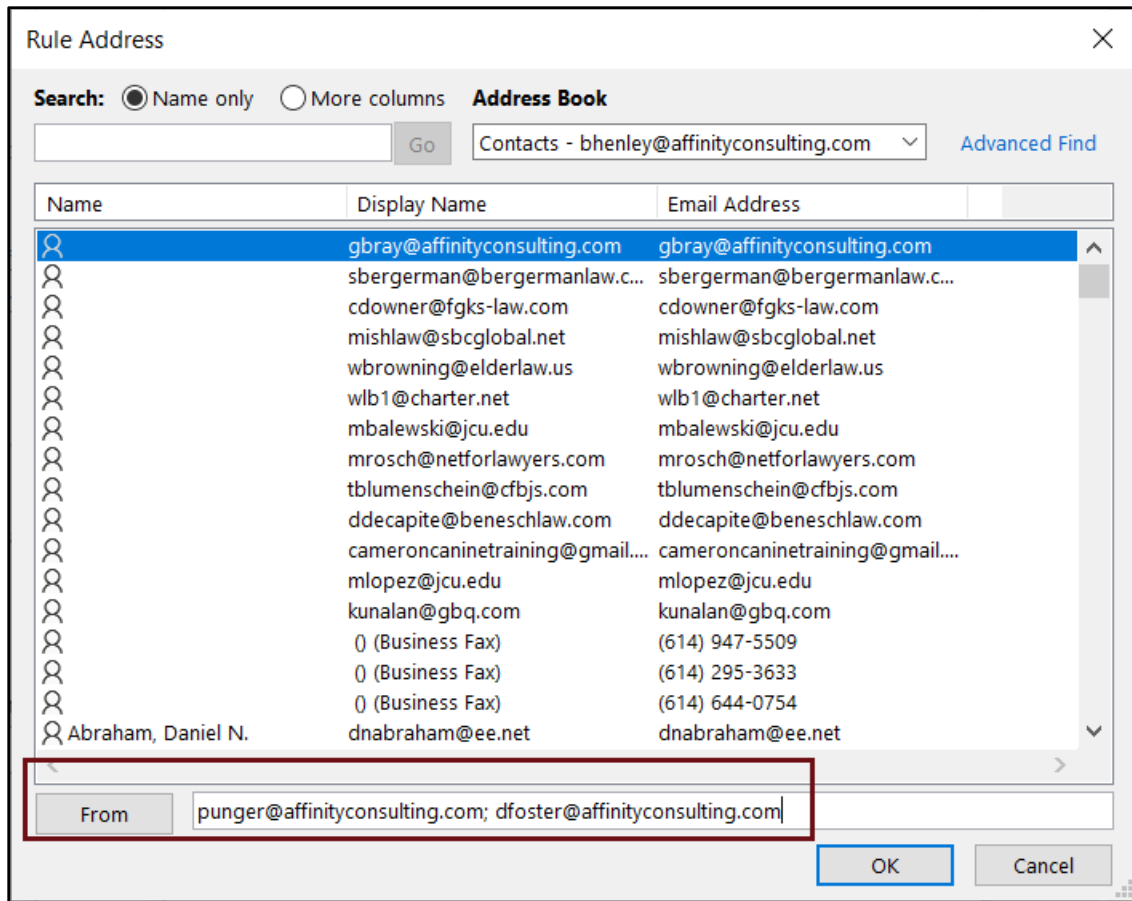 Rule Address
Search: Name only More columns Address Book
Go Contacts - bhenley@affinityconsulting.com Advanced Find
Name Display Name Email Address
gbray@affinityconsulting.com gbray@affinityconsulting.com
sbergerman@bergermanlaw.c... sbergerman@bergermanlaw.c...
cdowner@fgks-law.com cdowner@fgks-law.com
mishlaw@sbcglobal.net mishlaw@sbcglobal.net
wbrowning@elderlaw.us wbrowning@elderlaw.us
wlb1@charter.net wlb1@charter.net
mbalewski@jcu.edu mbalewski@jcu.edu
mrosch@netforlawyers.com mrosch@netforlawyers.com
tblumenschein@cfbjs.com tblumenschein@cfbjs.com
ddecapite@beneschlaw.com ddecapite@beneschlaw.com
cameroncaninetraining@gmail.... cameroncaninetraining@gmail....
mlopez@jcu.edu mlopez@jcu.edu
kunalan@gbq.com kunalan@gbq.com
() (Business Fax) (614) 947-5509
() (Business Fax) (614) 295-3633
() (Business Fax) (614) 644-0754
Abraham, Daniel N. dnabraham@ee.net dnabraham@ee.net
From punger@affinityconsulting.com; dfoster@affinityconsulting.com
OK Cancel